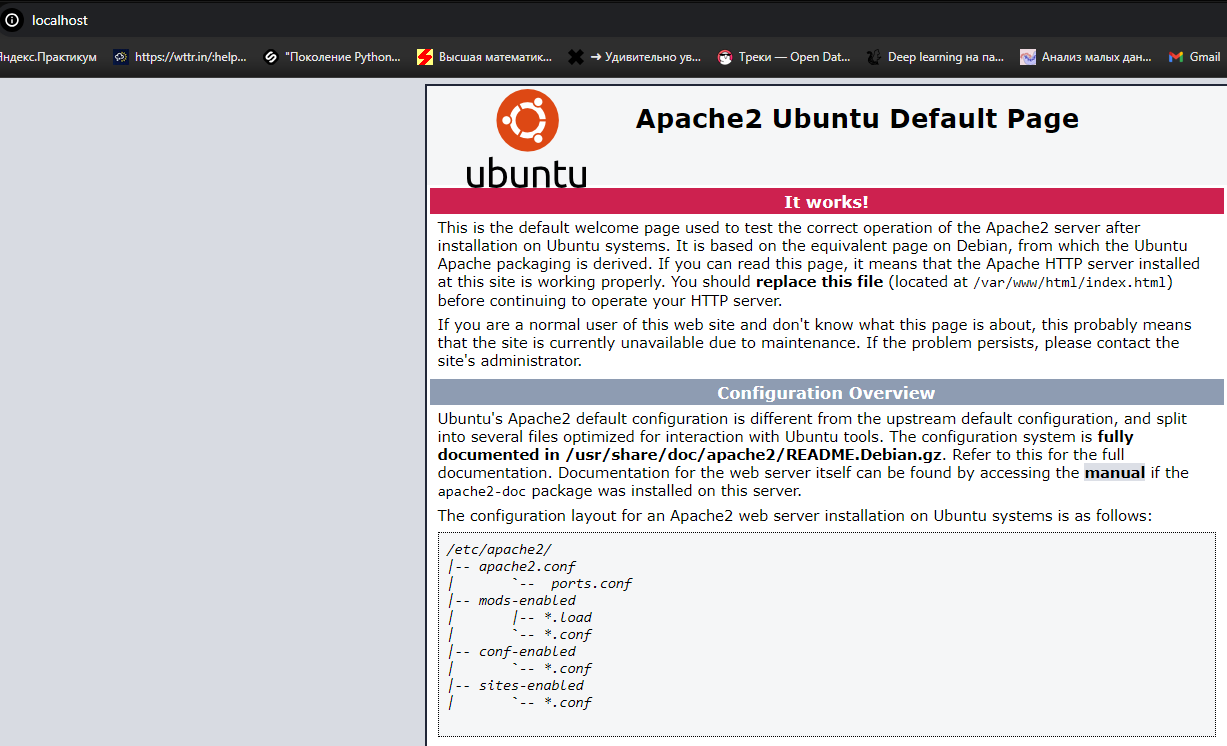 localhost
Яндекс.Практикум
https://wttr.in/:help...
"Поколение Python...
Высшая математик...
→ Удивительно ув...
Треки — Open Dat...
Deep learning на па...
Анализ малых дан...
Gmail
ubuntu
Apache2 Ubuntu Default Page
It works!
This is the default welcome page used to test the correct operation of the Apache2 server after
installation on Ubuntu systems. It is based on the equivalent page on Debian, from which the Ubuntu
Apache packaging is derived. If you can read this page, it means that the Apache HTTP server installed
at this site is working properly. You should replace this file (located at /var/www/html/index.html)
before continuing to operate your HTTP server.
If you are a normal user of this web site and don't know what this page is about, this probably means
that the site is currently unavailable due to maintenance. If the problem persists, please contact the
site's administrator.
Configuration Overview
Ubuntu's Apache2 default configuration is different from the upstream default configuration, and split
into several files optimized for interaction with Ubuntu tools. The configuration system is fully
documented in /usr/share/doc/apache2/README.Debian.gz. Refer to this for the full
documentation. Documentation for the web server itself can be found by accessing the manual if the
apache2-doc package was installed on this server.
The configuration layout for an Apache2 web server installation on Ubuntu systems is as follows:
/etc/apache2/
|-- apache2.conf
|       `--  ports.conf
|-- mods-enabled
|       |-- *.load
|       `-- *.conf
|-- conf-enabled
|       `-- *.conf
|-- sites-enabled
|       `-- *.conf